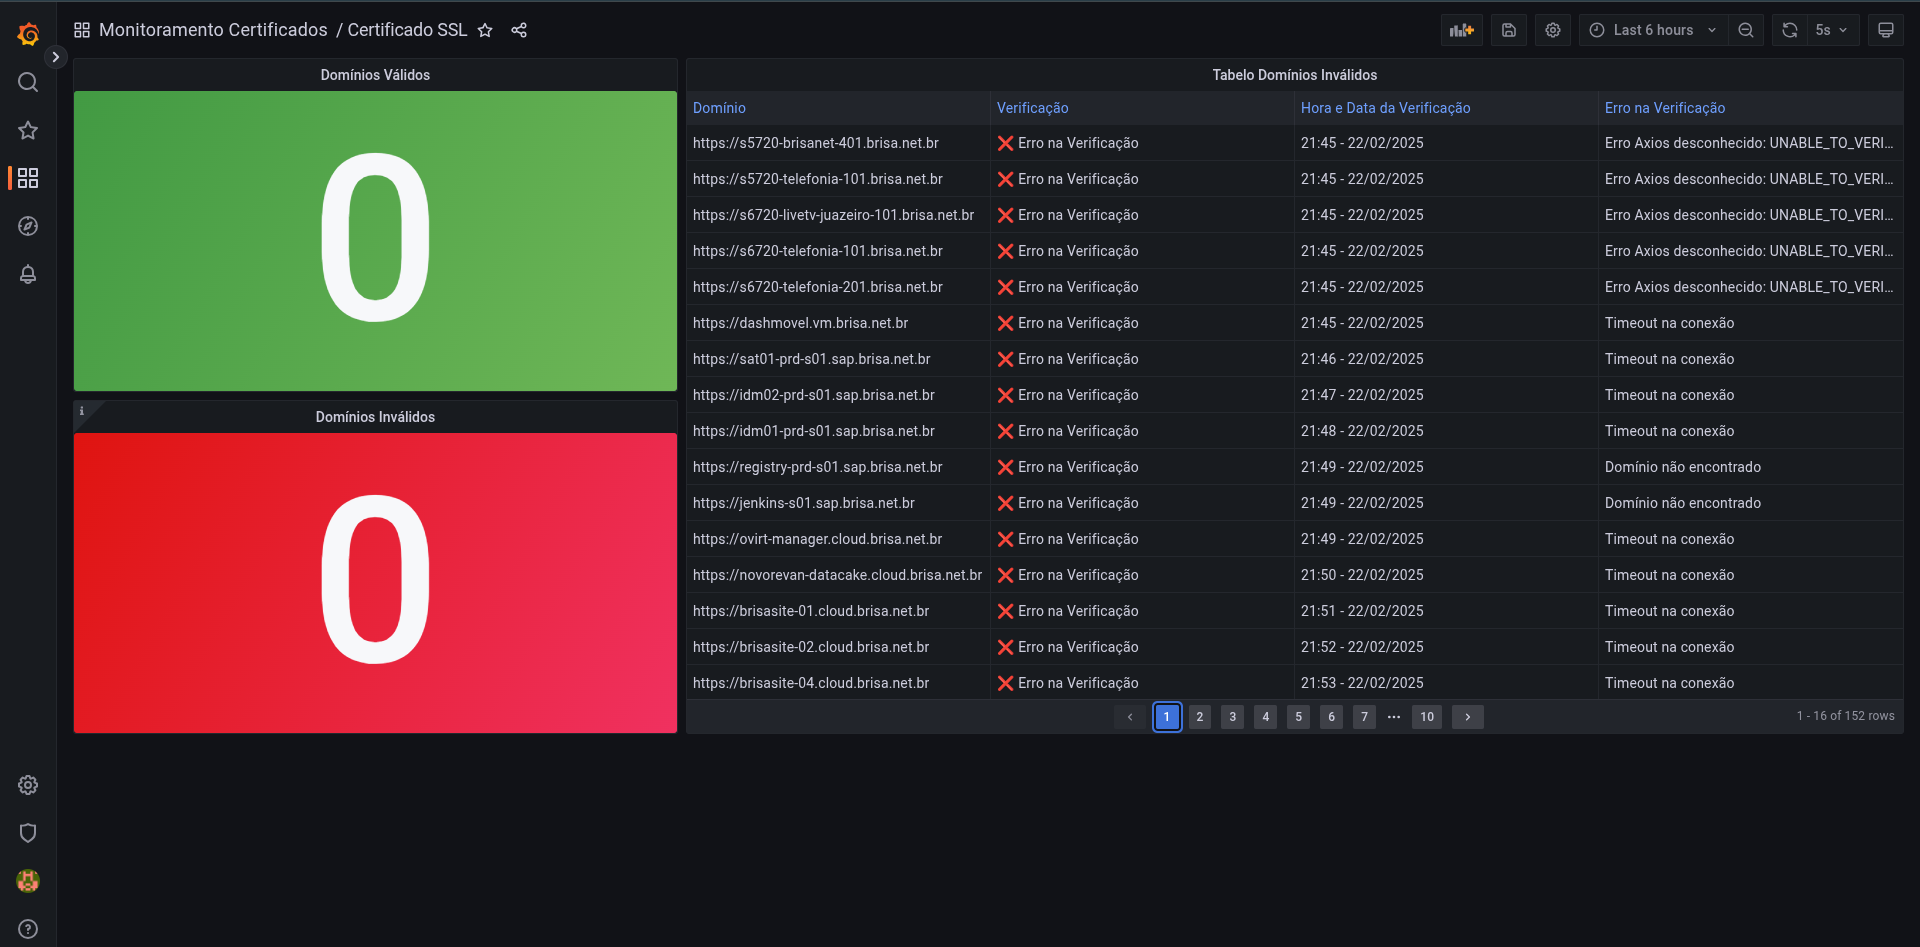 Monitoramento Certificados / Certificado SSL
Last 6 hours
5s
Domínios Válidos
0
Domínios Inválidos
0
Tabelo Domínios Inválidos
Domínio Verificação Hora e Data da Verificação Erro na Verificação
https://s5720-brisanet-401.brisa.net.br ❌ Erro na Verificação 21:45 - 22/02/2025 Erro Axios desconhecido: UNABLE_TO_VERI...
https://s5720-telefonia-101.brisa.net.br ❌ Erro na Verificação 21:45 - 22/02/2025 Erro Axios desconhecido: UNABLE_TO_VERI...
https://s6720-livetv-juazeiro-101.brisa.net.br ❌ Erro na Verificação 21:45 - 22/02/2025 Erro Axios desconhecido: UNABLE_TO_VERI...
https://s6720-telefonia-101.brisa.net.br ❌ Erro na Verificação 21:45 - 22/02/2025 Erro Axios desconhecido: UNABLE_TO_VERI...
https://s6720-telefonia-201.brisa.net.br ❌ Erro na Verificação 21:45 - 22/02/2025 Erro Axios desconhecido: UNABLE_TO_VERI...
https://dashmovel.vm.brisa.net.br ❌ Erro na Verificação 21:45 - 22/02/2025 Timeout na conexão
https://sat01-prd-s01.sap.brisa.net.br ❌ Erro na Verificação 21:46 - 22/02/2025 Timeout na conexão
https://idm02-prd-s01.sap.brisa.net.br ❌ Erro na Verificação 21:47 - 22/02/2025 Timeout na conexão
https://idm01-prd-s01.sap.brisa.net.br ❌ Erro na Verificação 21:48 - 22/02/2025 Timeout na conexão
https://registry-prd-s01.sap.brisa.net.br ❌ Erro na Verificação 21:49 - 22/02/2025 Domínio não encontrado
https://jenkins-s01.sap.brisa.net.br ❌ Erro na Verificação 21:49 - 22/02/2025 Domínio não encontrado
https://ovirt-manager.cloud.brisa.net.br ❌ Erro na Verificação 21:49 - 22/02/2025 Timeout na conexão
https://novorevan-datacake.cloud.brisa.net.br ❌ Erro na Verificação 21:50 - 22/02/2025 Timeout na conexão
https://brisasite-01.cloud.brisa.net.br ❌ Erro na Verificação 21:51 - 22/02/2025 Timeout na conexão
https://brisasite-02.cloud.brisa.net.br ❌ Erro na Verificação 21:52 - 22/02/2025 Timeout na conexão
https://brisasite-04.cloud.brisa.net.br ❌ Erro na Verificação 21:53 - 22/02/2025 Timeout na conexão
‹ 1 2 3 4 5 6 7 ... 10 › 1 - 16 of 152 rows